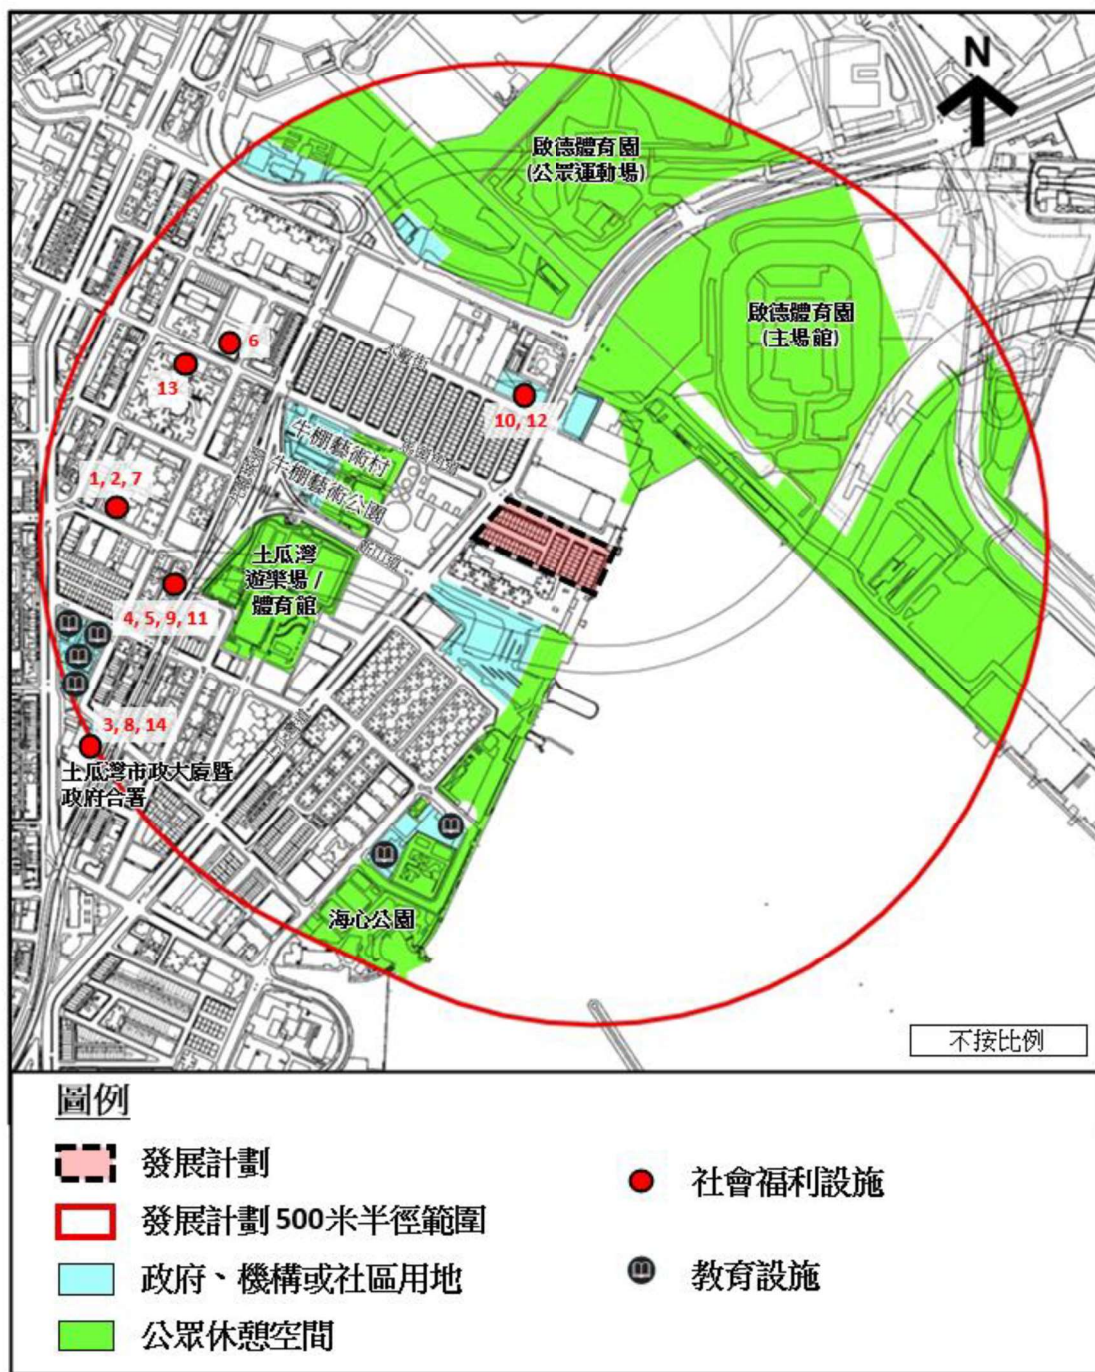 N
啟德體育園
(公眾運動場)
啟德體育園
(主場館)
6
13
10, 12
牛棚藝術村
牛棚藝術公園
1, 2, 7
土瓜灣
遊樂場 /
體育館
4, 5, 9, 11
3, 8, 14
土瓜灣市政大廈暨
政府合署
海心公園
不按比例
圖例
發展計劃
發展計劃 500米半徑範圍
政府、機構或社區用地
公眾休憩空間
社會福利設施
教育設施